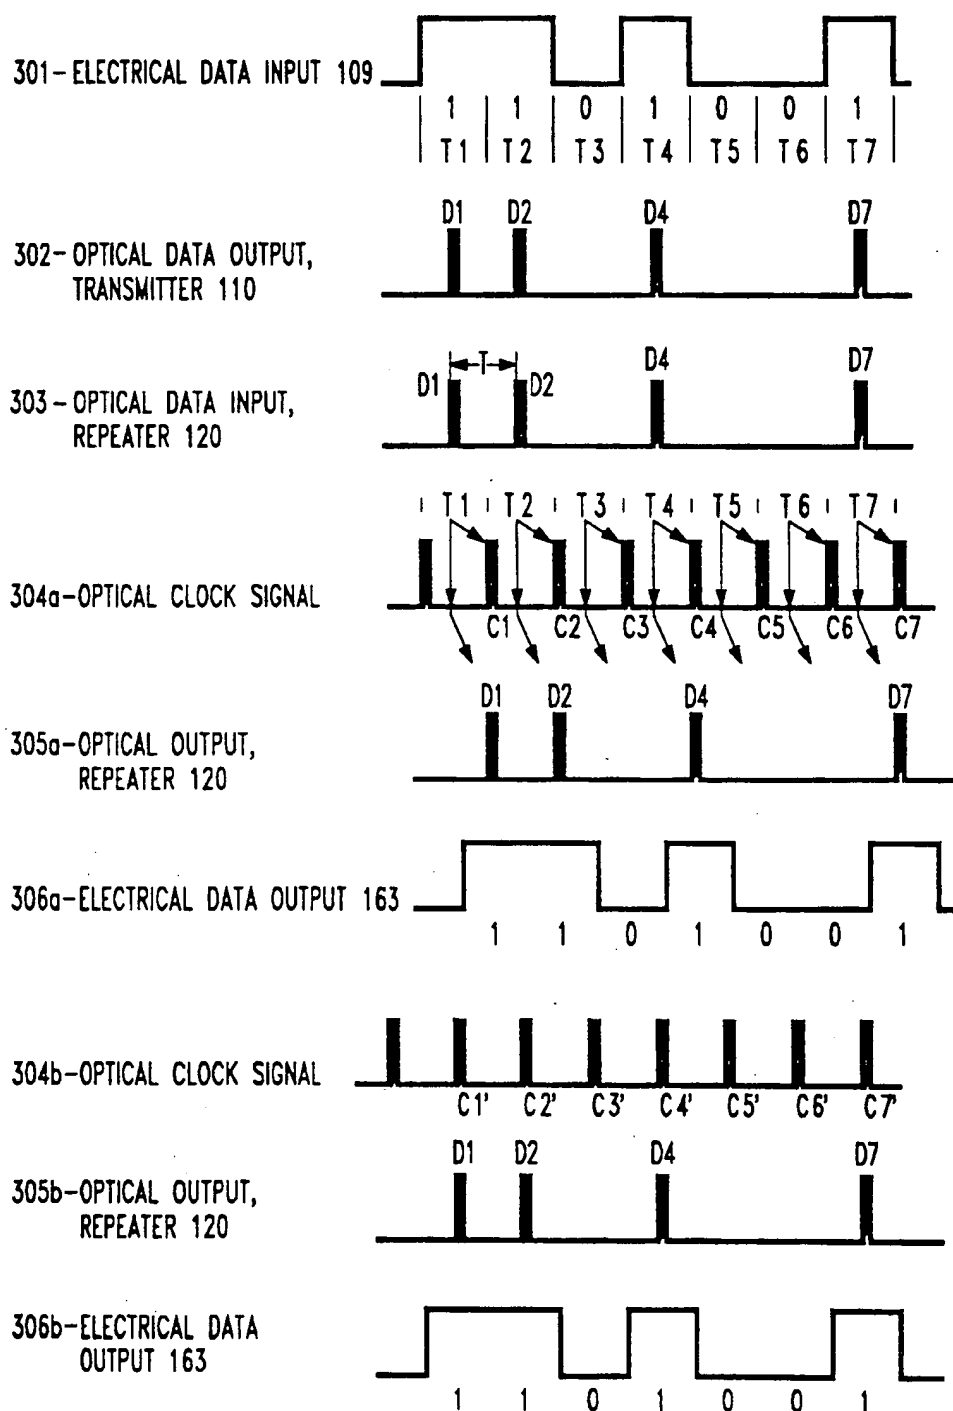 301-ELECTRICAL DATA INPUT 109
1 1 0 1 0 0 1
T1 T2 T3 T4 T5 T6 T7
D1 D2 D4 D7
302-OPTICAL DATA OUTPUT,
TRANSMITTER 110
T
D1 D2 D4 D7
303-OPTICAL DATA INPUT,
REPEATER 120
T1 T2 T3 T4 T5 T6 T7
304a-OPTICAL CLOCK SIGNAL
C1 C2 C3 C4 C5 C6 C7
D1 D2 D4 D7
305a-OPTICAL OUTPUT,
REPEATER 120
306a-ELECTRICAL DATA OUTPUT 163
1 1 0 1 0 0 1
304b-OPTICAL CLOCK SIGNAL
C1' C2' C3' C4' C5' C6' C7'
D1 D2 D4 D7
305b-OPTICAL OUTPUT,
REPEATER 120
306b-ELECTRICAL DATA
OUTPUT 163
1 1 0 1 0 0 1